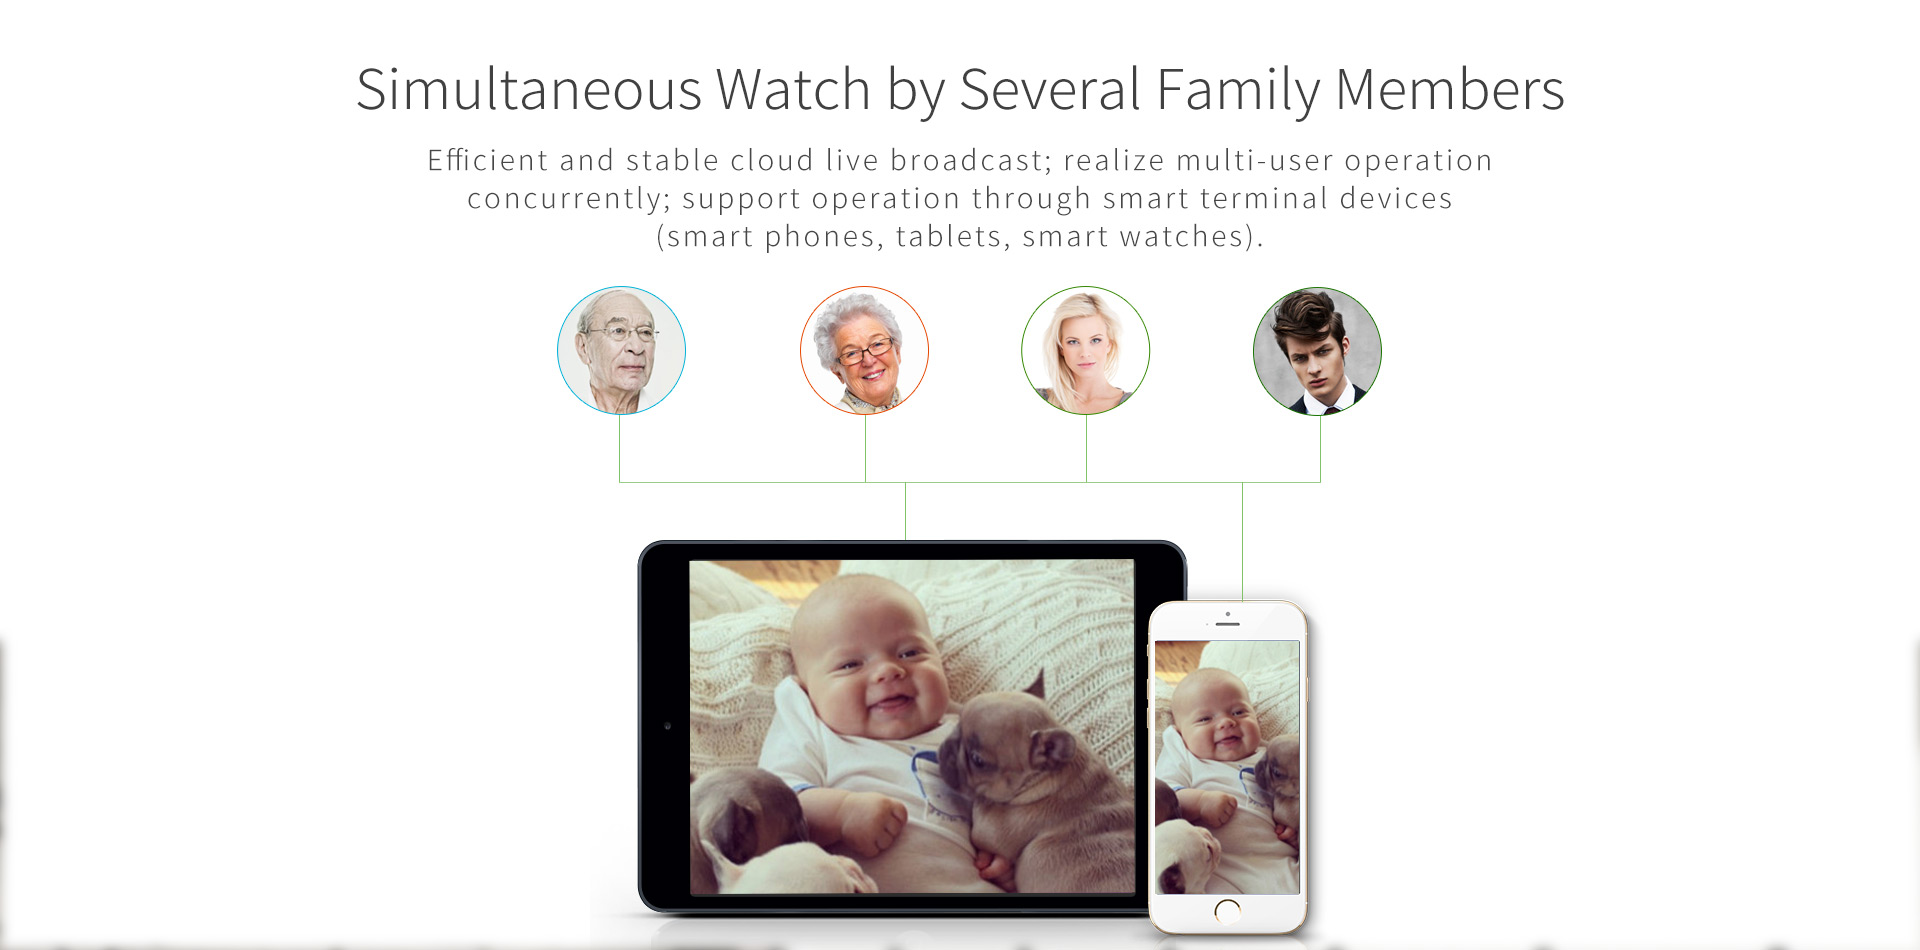 Simultaneous Watch by Several Family Members
Efficient and stable cloud live broadcast; realize multi-user operation
concurrently; support operation through smart terminal devices
(smart phones, tablets, smart watches).